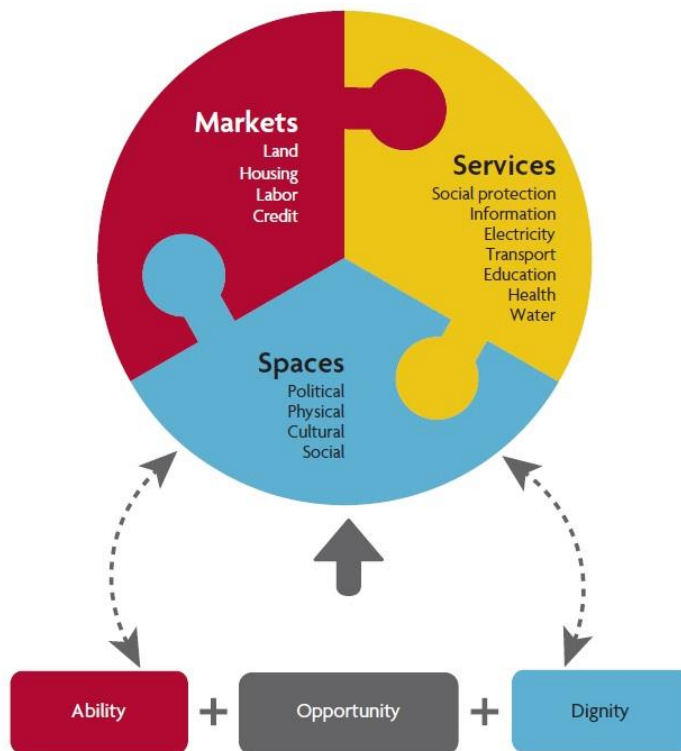 Markets
Land
Housing
Labor
Credit
Services
Social protection
Information
Electricity
Transport
Education
Health
Water
Spaces
Political
Physical
Cultural
Social
Ability + Opportunity + Dignity